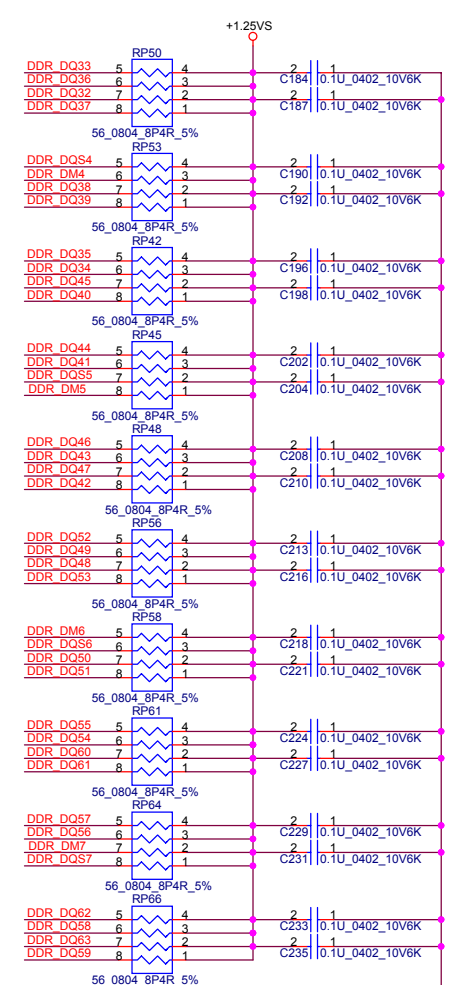 +1.25VS
RP50
DDR_DQ33 5 4 2 1
DDR_DQ36 6 3 C184 0.1U_0402_10V6K
DDR_DQ32 7 2 2 1
DDR_DQ37 8 1 C187 0.1U_0402_10V6K
56_0804_8P4R_5%
RP53
DDR_DQS4 5 4 2 1
DDR_DM4 6 3 C190 0.1U_0402_10V6K
DDR_DQ38 7 2 2 1
DDR_DQ39 8 1 C192 0.1U_0402_10V6K
56_0804_8P4R_5%
RP42
DDR_DQ35 5 4 2 1
DDR_DQ34 6 3 C196 0.1U_0402_10V6K
DDR_DQ45 7 2 2 1
DDR_DQ40 8 1 C198 0.1U_0402_10V6K
56_0804_8P4R_5%
RP45
DDR_DQ44 5 4 2 1
DDR_DQ41 6 3 C202 0.1U_0402_10V6K
DDR_DQS5 7 2 2 1
DDR_DM5 8 1 C204 0.1U_0402_10V6K
56_0804_8P4R_5%
RP48
DDR_DQ46 5 4 2 1
DDR_DQ43 6 3 C208 0.1U_0402_10V6K
DDR_DQ47 7 2 2 1
DDR_DQ42 8 1 C210 0.1U_0402_10V6K
56_0804_8P4R_5%
RP56
DDR_DQ52 5 4 2 1
DDR_DQ49 6 3 C213 0.1U_0402_10V6K
DDR_DQ48 7 2 2 1
DDR_DQ53 8 1 C216 0.1U_0402_10V6K
56_0804_8P4R_5%
RP58
DDR_DM6 5 4 2 1
DDR_DQS6 6 3 C218 0.1U_0402_10V6K
DDR_DQ50 7 2 2 1
DDR_DQ51 8 1 C221 0.1U_0402_10V6K
56_0804_8P4R_5%
RP61
DDR_DQ55 5 4 2 1
DDR_DQ54 6 3 C224 0.1U_0402_10V6K
DDR_DQ60 7 2 2 1
DDR_DQ61 8 1 C227 0.1U_0402_10V6K
56_0804_8P4R_5%
RP64
DDR_DQ57 5 4 2 1
DDR_DQ56 6 3 C229 0.1U_0402_10V6K
DDR_DM7 7 2 2 1
DDR_DQS7 8 1 C231 0.1U_0402_10V6K
56_0804_8P4R_5%
RP66
DDR_DQ62 5 4 2 1
DDR_DQ58 6 3 C233 0.1U_0402_10V6K
DDR_DQ63 7 2 2 1
DDR_DQ59 8 1 C235 0.1U_0402_10V6K
56_0804_8P4R_5%